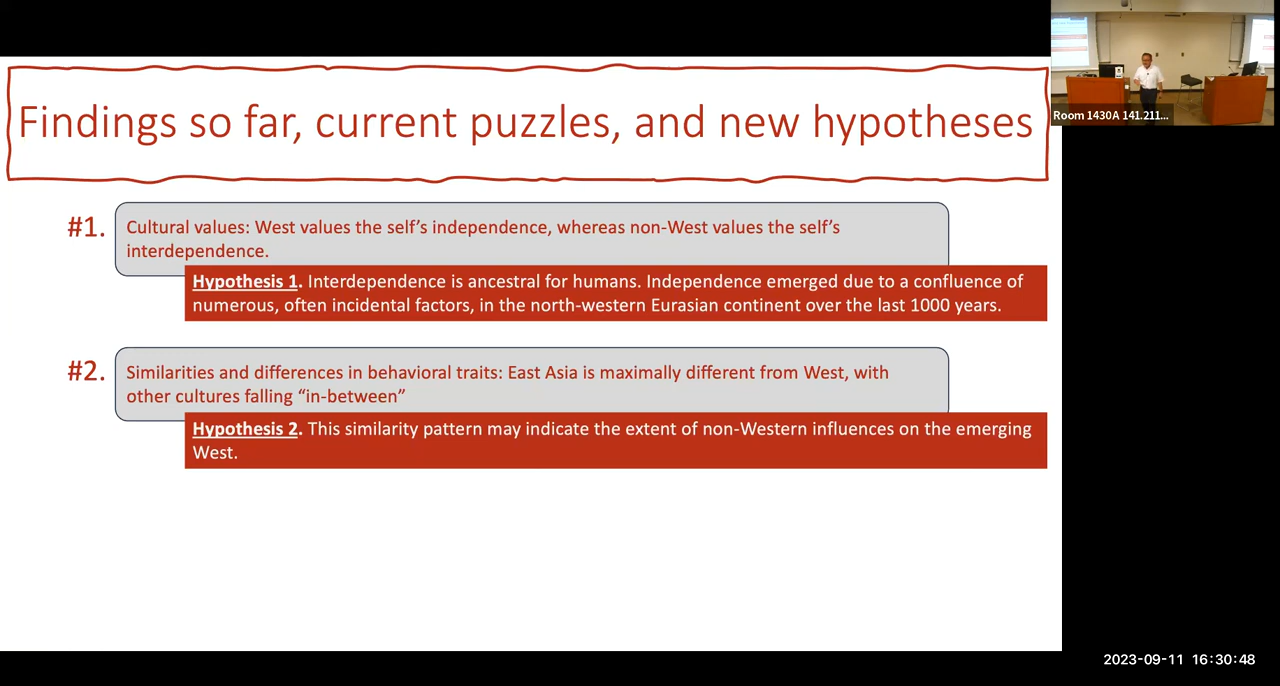 Findings so far, current puzzles, and new hypotheses
#1.
Cultural values: West values the self's independence, whereas non-West values the self's
interdependence.
Hypothesis 1. Interdependence is ancestral for humans. Independence emerged due to a confluence of
numerous, often incidental factors, in the north-western Eurasian continent over the last 1000 years.
#2.
Similarities and differences in behavioral traits: East Asia is maximally different from West, with
other cultures falling “in-between”
Hypothesis 2. This similarity pattern may indicate the extent of non-Western influences on the emerging
West.
Room 1430A 141.211...
2023-09-11 16:30:48